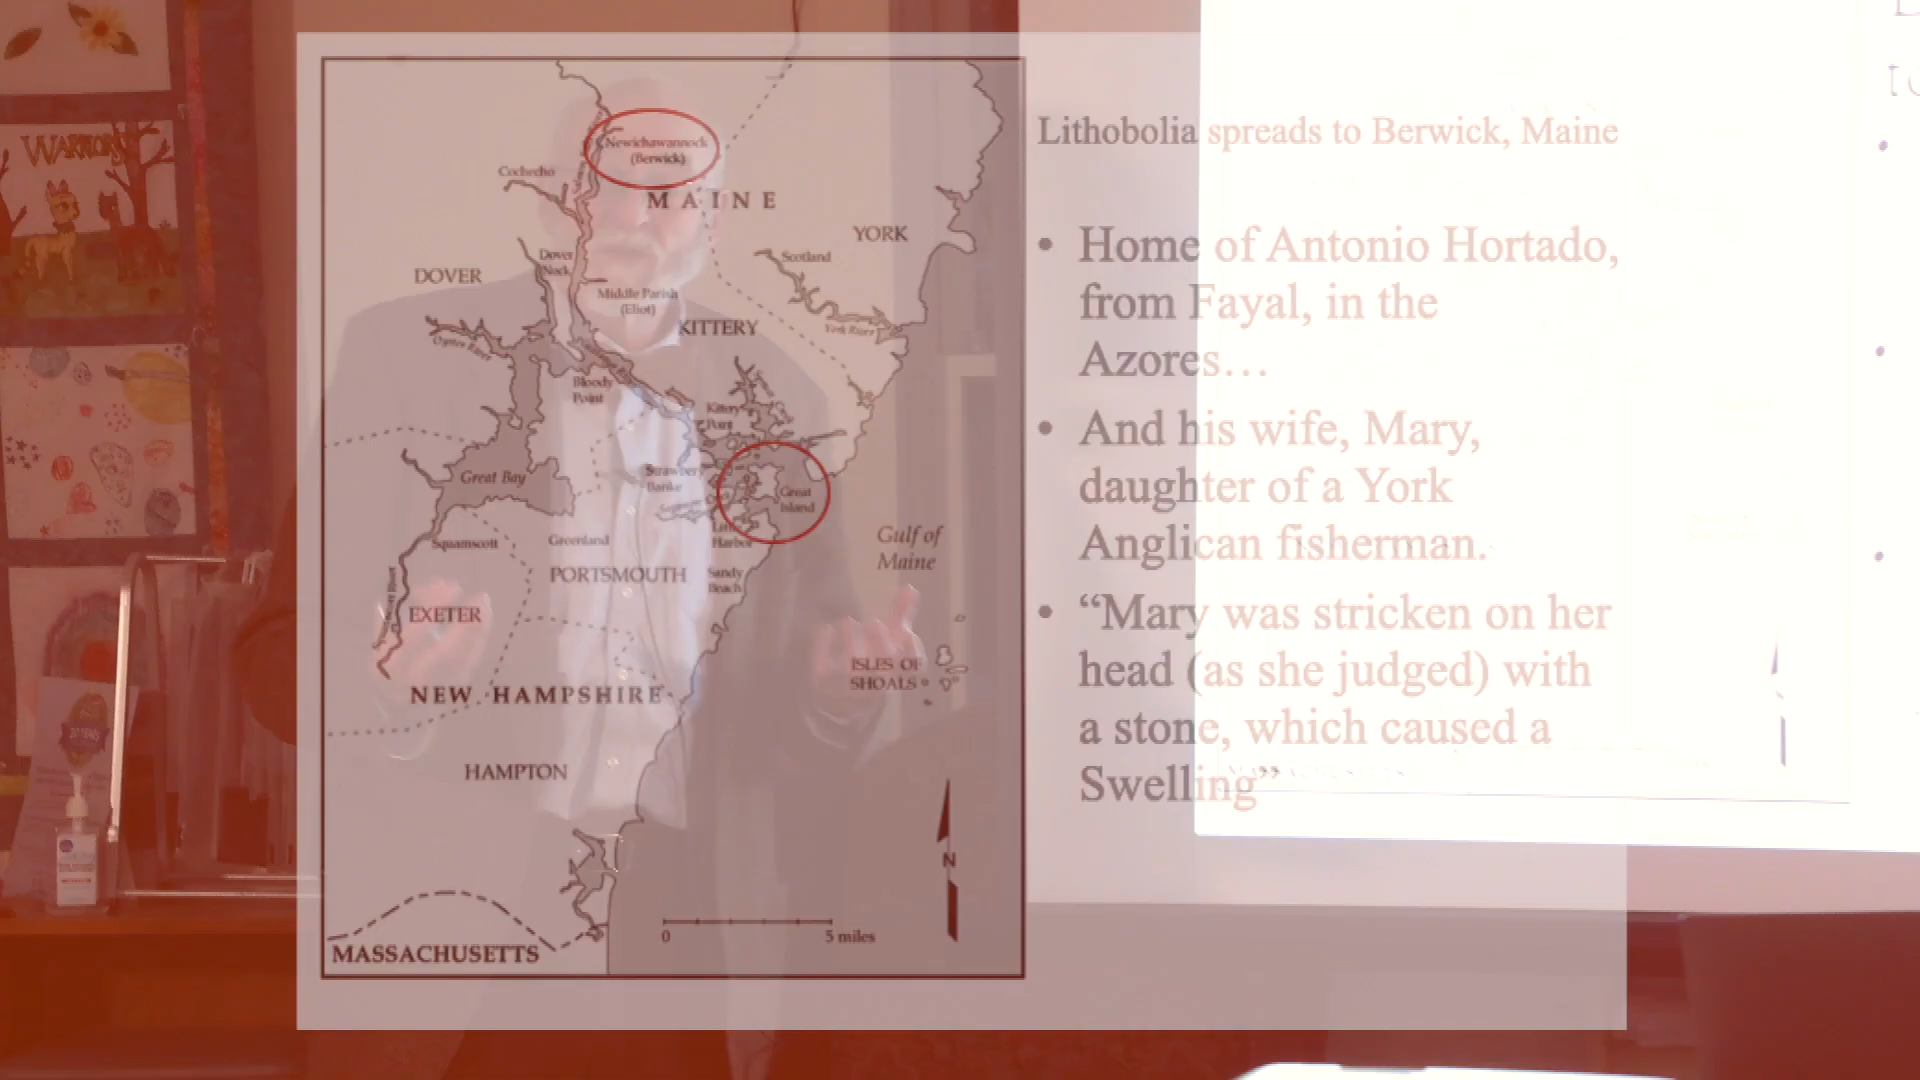 WARRIORS
Newichawannock
(Berwick)
Cochecho
MAINE
YORK
Scotland
DOVER
Dover
Neck
Middle Parish
(Eliot)
KITTERY
York River
Oyster River
Bloody
Point
Kittery
Point
Great Bay
Strawbery
Banke
Great
Island
Little
Harbor
Squamscott
Greenland
Gulf of
Maine
PORTSMOUTH
Sandy
Beach
EXETER
ISLES OF
SHOALS
NEW HAMPSHIRE
HAMPTON
N
0 5 miles
MASSACHUSETTS
Lithobolia spreads to Berwick, Maine
• Home of Antonio Hortado,
from Fayal, in the
Azores…
• And his wife, Mary,
daughter of a York
Anglican fisherman.
• “Mary was stricken on her
head (as she judged) with
a stone, which caused a
Swelling
to
20 YEARS